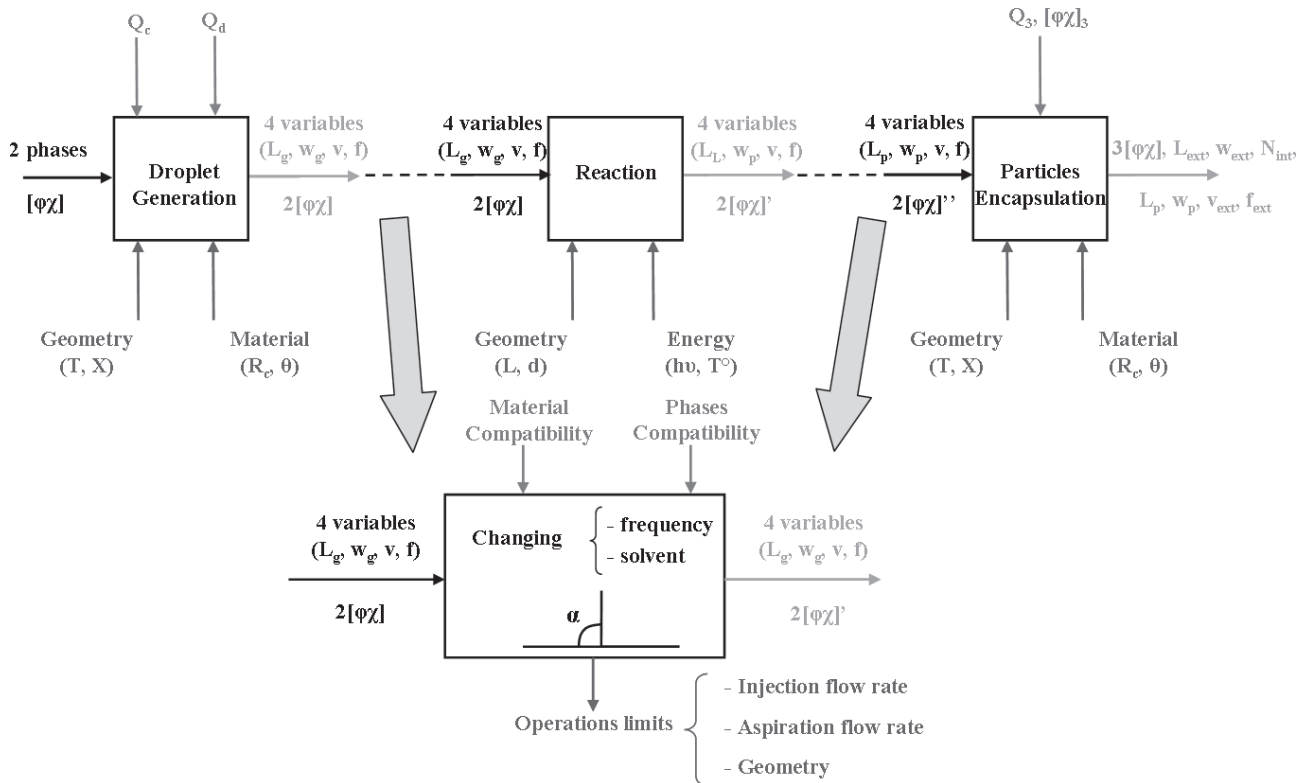 Q_c
Q_d
2 phases
[φχ]
Droplet
Generation
4 variables
(L_g, w_g, v, f)
2[φχ]
4 variables
(L_g, w_g, v, f)
2[φχ]
Reaction
4 variables
(L_L, w_p, v, f)
2[φχ]'
4 variables
(L_p, w_p, v, f)
2[φχ]''
Q_3, [φχ]_3
Particles
Encapsulation
3[φχ], L_ext, w_ext, N_int,
L_p, w_p, v_ext, f_ext
Geometry
(T, X)
Material
(R_e, θ)
Geometry
(L, d)
Energy
(hυ, T°)
Geometry
(T, X)
Material
(R_e, θ)
Material
Compatibility
Phases
Compatibility
4 variables
(L_g, w_g, v, f)
2[φχ]
Changing
- frequency
- solvent
α
4 variables
(L_g, w_g, v, f)
2[φχ]'
Operations limits
- Injection flow rate
- Aspiration flow rate
- Geometry